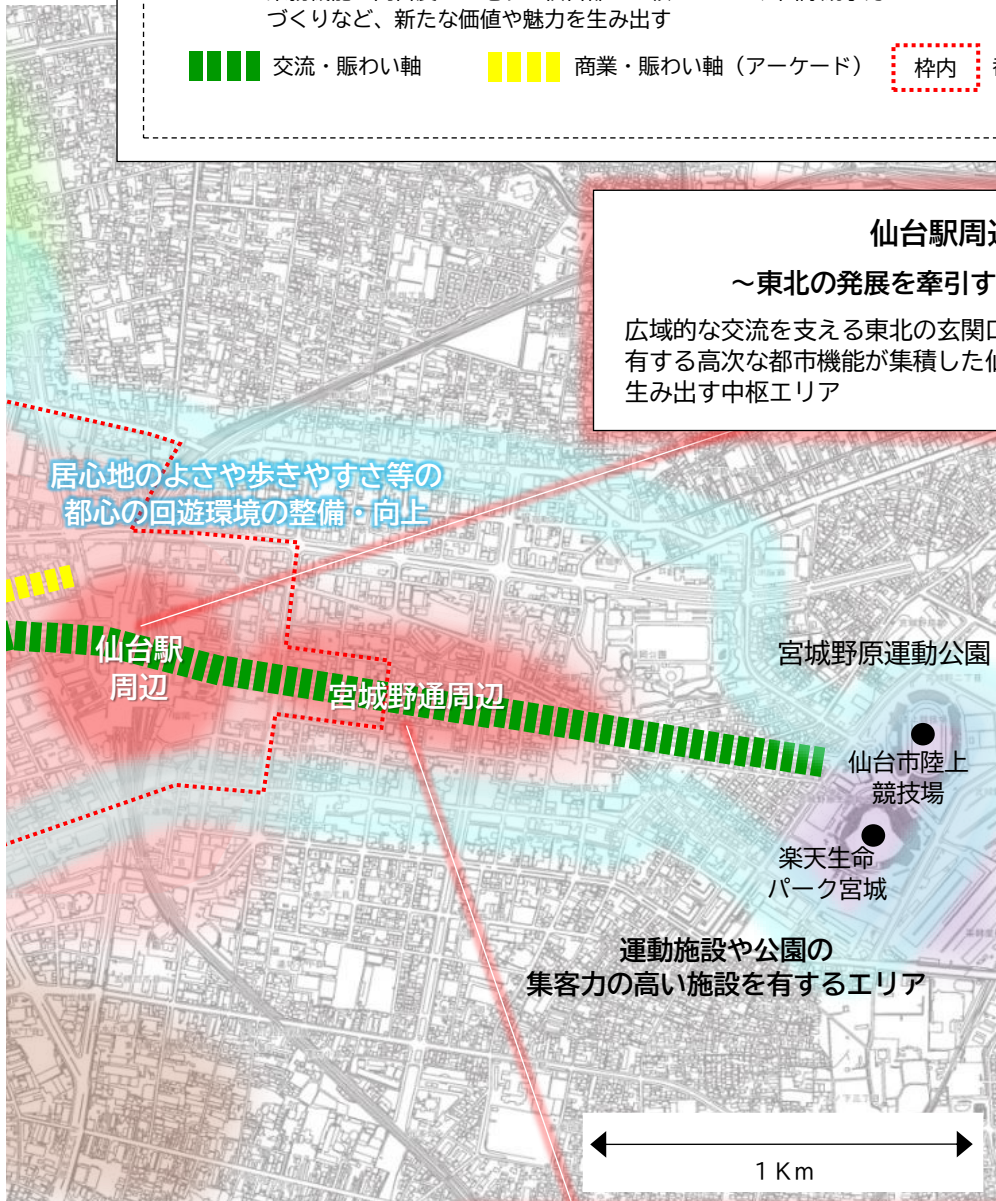 づくりなど、新たな価値や魅力を生み出す
交流・賑わい軸
商業・賑わい軸（アーケード）
枠内
仙台駅周辺
～東北の発展を牽引す
広域的な交流を支える東北の玄関口
有する高次な都市機能が集積した仙
生み出す中枢エリア
居心地のよさや歩きやすさ等の
都心の回遊環境の整備・向上
仙台駅
周辺
宮城野通周辺
宮城野原運動公園
仙台市陸上
競技場
楽天生命
パーク宮城
運動施設や公園の
集客力の高い施設を有するエリア
1Km